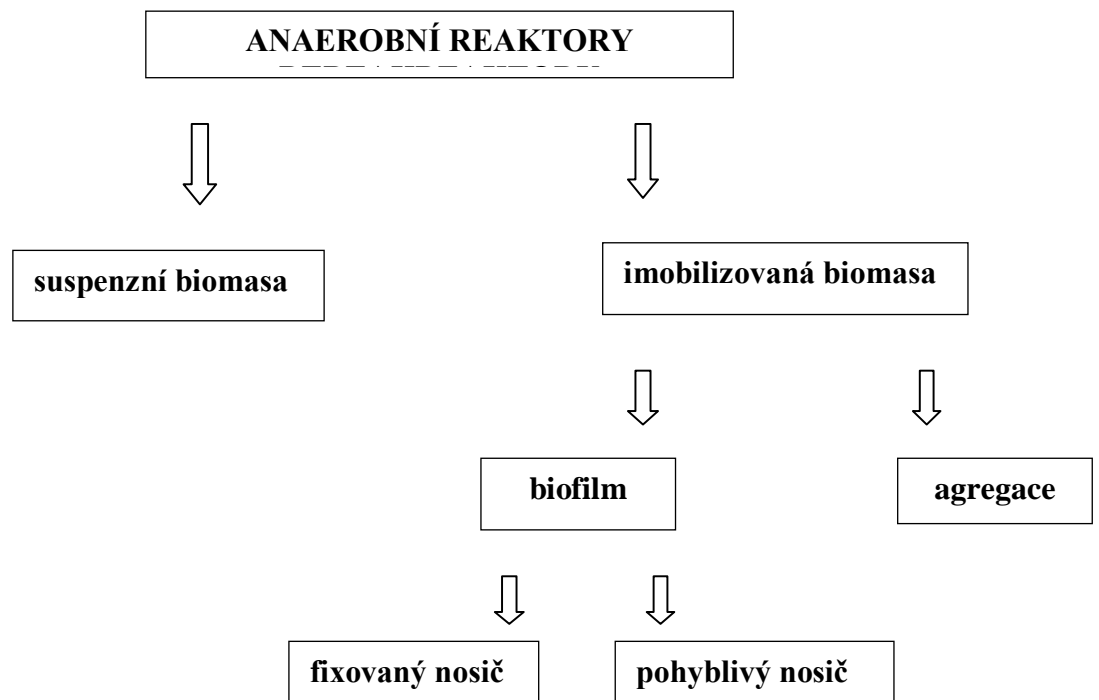 ANAEROBNÍ REAKTORY
suspenzní biomasa
imobilizovaná biomasa
biofilm
agregace
fixovaný nosič
pohyblivý nosič